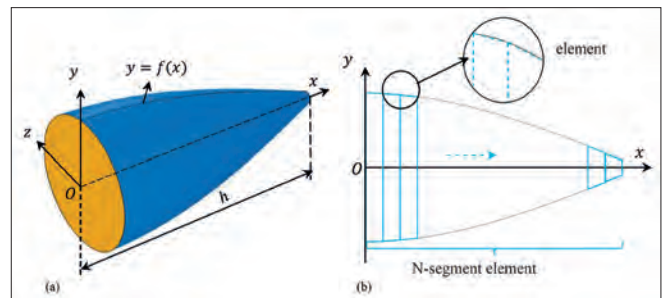 y
y = f(x)
x
z
O
h
(a)
element
y
O
x
N-segment element
(b)